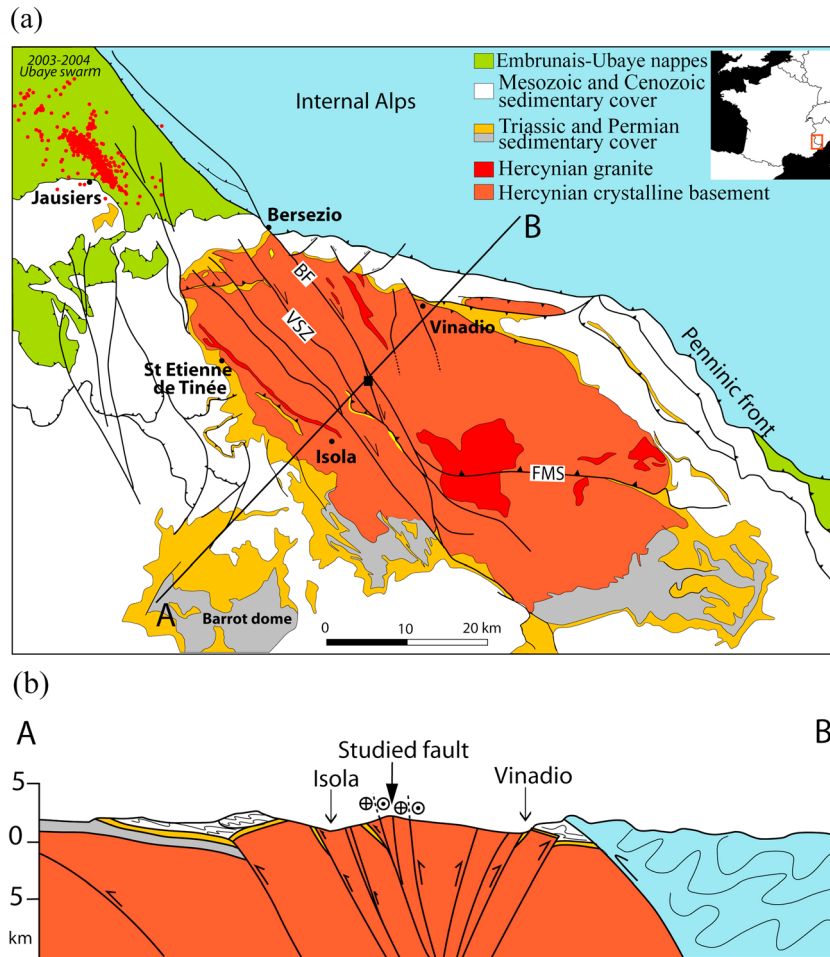 (a)
2003-2004
Ubaye swarm
Internal Alps
Embrunais-Ubaye nappes
Mesozoic and Cenozoic
sedimentary cover
Triassic and Permian
sedimentary cover
Hercynian granite
Hercynian crystalline basement
Jausiers
Bersezio
B
BF
VSZ
Vinadio
St Etienne
de Tinée
Penninic front
Isola
FMS
A
Barrot dome
0 10 20 km
(b)
A
B
Studied fault
Isola
Vinadio
5
0
5
km